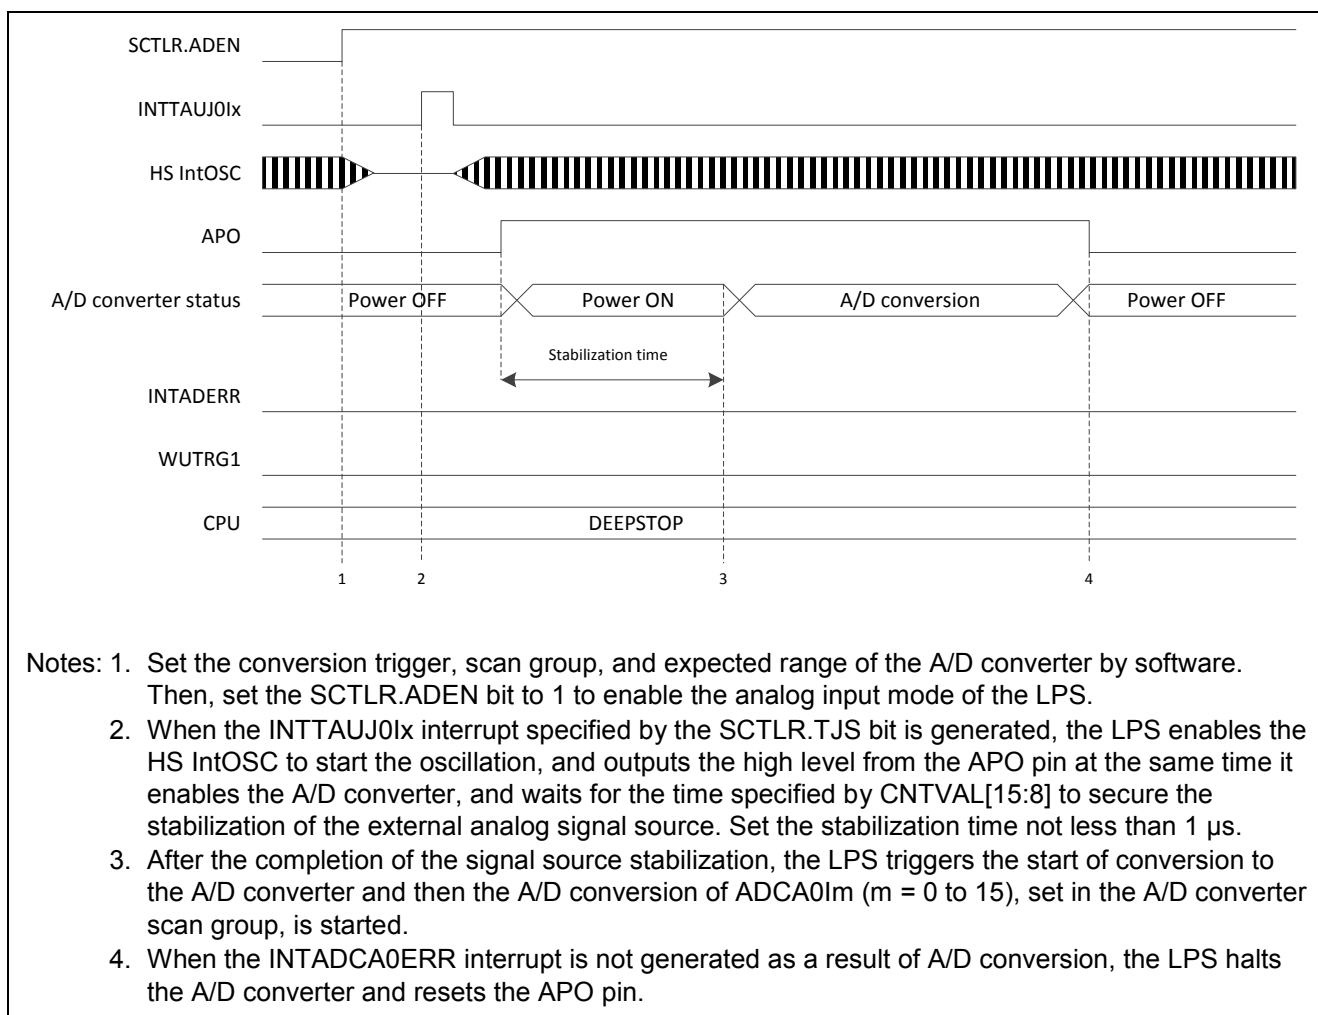 SCTLR.ADEN
INTTAUJ0Ix
HS IntOSC
APO
A/D converter status
Power OFF
Power ON
A/D conversion
Power OFF
Stabilization time
INTADERR
WUTRG1
CPU
DEEPSTOP
1
2
3
4
Notes: 1. Set the conversion trigger, scan group, and expected range of the A/D converter by software.
Then, set the SCTLR.ADEN bit to 1 to enable the analog input mode of the LPS.
2. When the INTTAUJ0Ix interrupt specified by the SCTLR.TJS bit is generated, the LPS enables the
HS IntOSC to start the oscillation, and outputs the high level from the APO pin at the same time it
enables the A/D converter, and waits for the time specified by CNTVAL[15:8] to secure the
stabilization of the external analog signal source. Set the stabilization time not less than 1 µs.
3. After the completion of the signal source stabilization, the LPS triggers the start of conversion to
the A/D converter and then the A/D conversion of ADCA0Im (m = 0 to 15), set in the A/D converter
scan group, is started.
4. When the INTADCA0ERR interrupt is not generated as a result of A/D conversion, the LPS halts
the A/D converter and resets the APO pin.